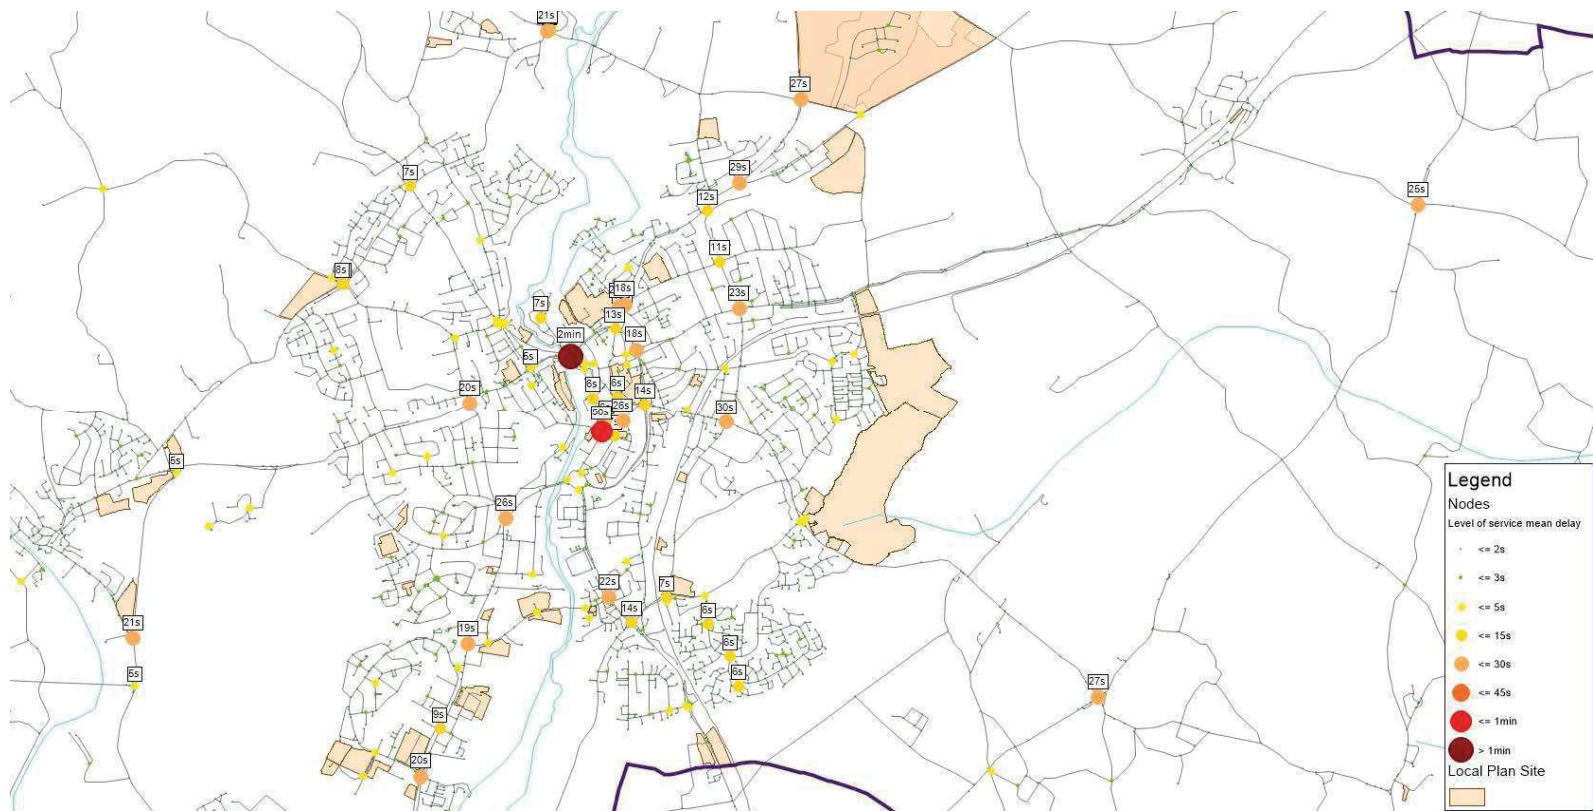 21s
27s
7s
29s
25s
12s
11s
8s
18s
7s
23s
13s
2min
18s
5s
20s
6s
6s
14s
50s
26s
30s
5s
26s
22s
7s
14s
6s
21s
19s
6s
5s
6s
27s
9s
20s
Legend
Nodes
Level of service mean delay
<= 2s
<= 3s
<= 5s
<= 15s
<= 30s
<= 45s
<= 1min
> 1min
Local Plan Site